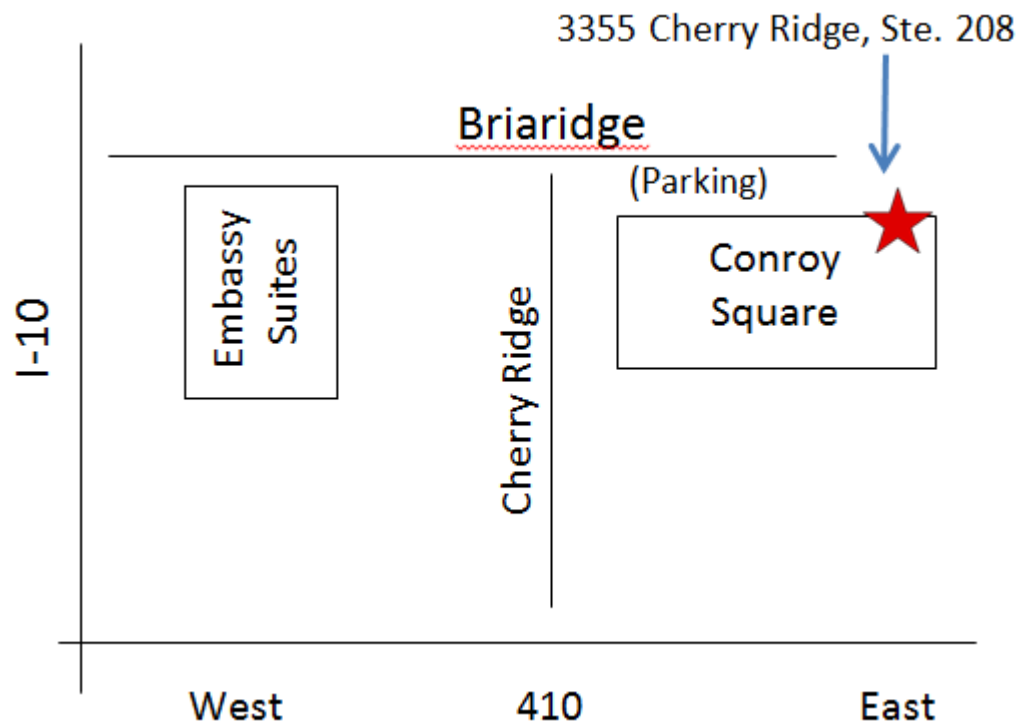 3355 Cherry Ridge, Ste. 208
Briaridge
(Parking)
Embassy
Suites
Conroy
Square
I-10
Cherry Ridge
West 410 East